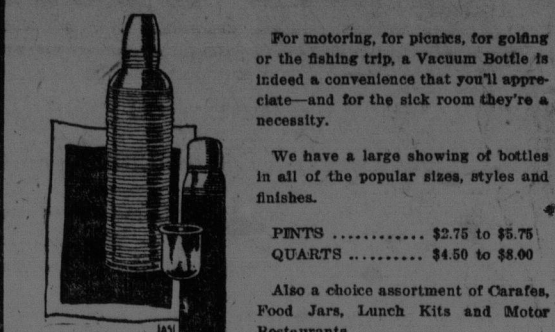 For motoring, for picnics, for golfing
or the fishing trip, a Vacuum Bottle is
indeed a convenience that you'll appre-
ciate—and for the sick room they're a
necessity.
We have a large showing of bottles
in all of the popular sizes, styles and
finishes.
PINTS ............ $2.75 to $5.75
QUARTS .......... $4.50 to $8.00
Also a choice assortment of Carafes,
Food Jars, Lunch Kits and Motor
Restaurants